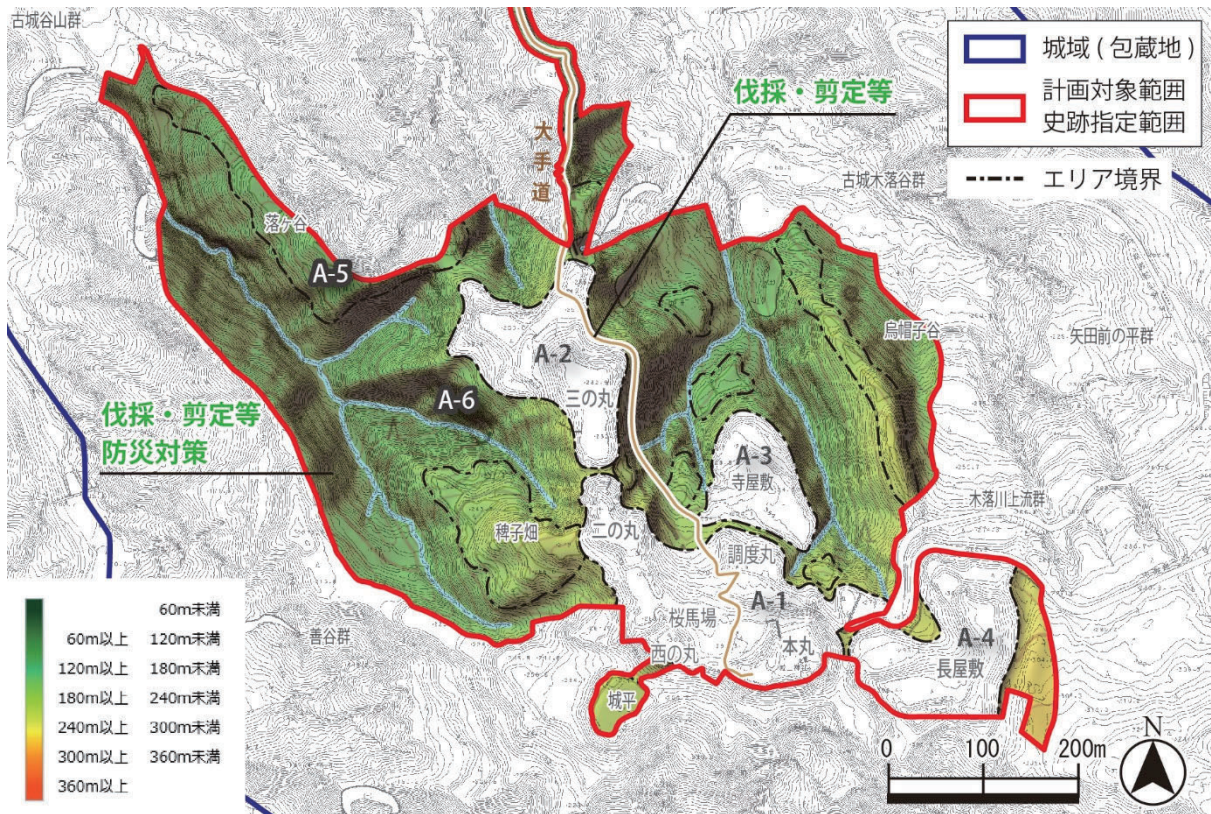 古城谷山群
城域(包蔵地)
計画対象範囲
史跡指定範囲
エリア境界
伐採・剪定等
大手道
古城木落谷群
落ヶ谷
A-5
烏帽子谷
矢田前の平群
A-2
三の丸
A-6
伐採・剪定等
防災対策
A-3
寺屋敷
木落川上流群
稗子畑
二の丸
調度丸
A-1
桜馬場
本丸
西の丸
A-4
長屋敷
善谷群
城平
60m未満
60m以上 120m未満
120m以上 180m未満
180m以上 240m未満
240m以上 300m未満
300m以上 360m未満
360m以上
0 100 200m
N